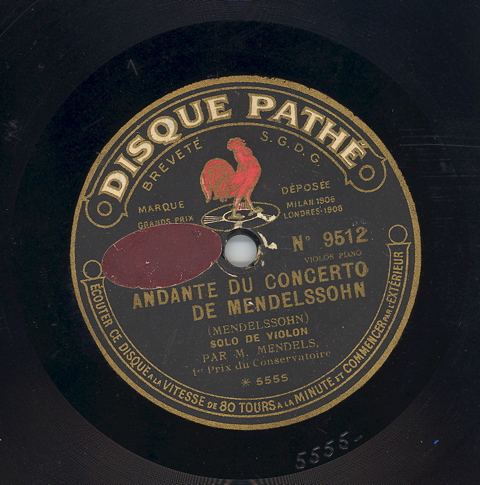 DISQUE PATHÉ
BREVETÉ S.G.D.G.
MARQUE DÉPOSÉE
GRANDS PRIX MILAN 1906
LONDRES: 1908
Nº 9512
VIOLON PIANO
ANDANTE DU CONCERTO
DE MENDELSSOHN
(MENDELSSOHN)
SOLO DE VIOLON
PAR M. MENDELS,
1er Prix du Conservatoire
* 5555
ÉCOUTER CE DISQUE A LA VITESSE DE 80 TOURS A LA MINUTE ET COMMENCER PAR L'EXTÉRIEUR
5555-